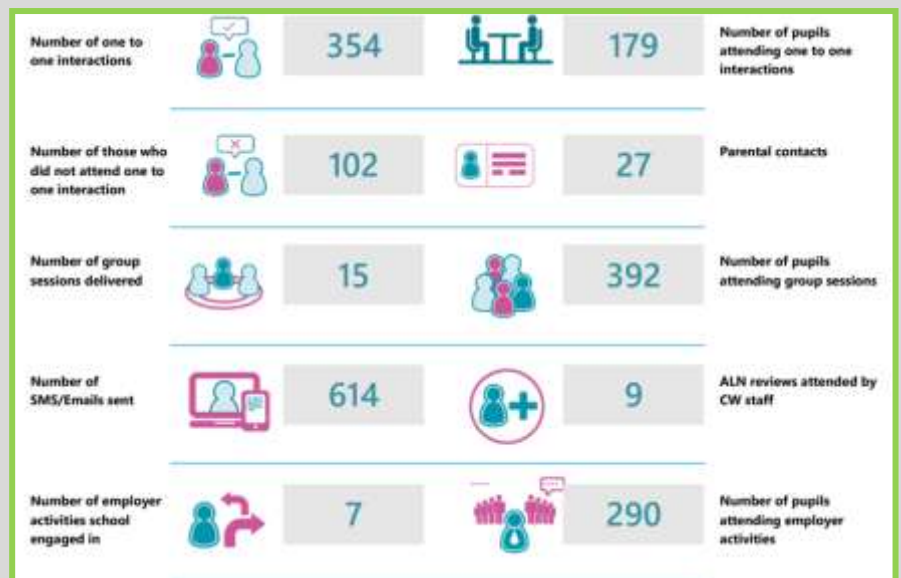 Number of one to
one interactions
354
179
Number of pupils
attending one to one
interactions
Number of those who
did not attend one to
one interaction
102
27
Parental contacts
Number of group
sessions delivered
15
392
Number of pupils
attending group sessions
Number of
SMS/Emails sent
614
9
ALN reviews attended by
CW staff
Number of employer
activities school
engaged in
7
290
Number of pupils
attending employer
activities